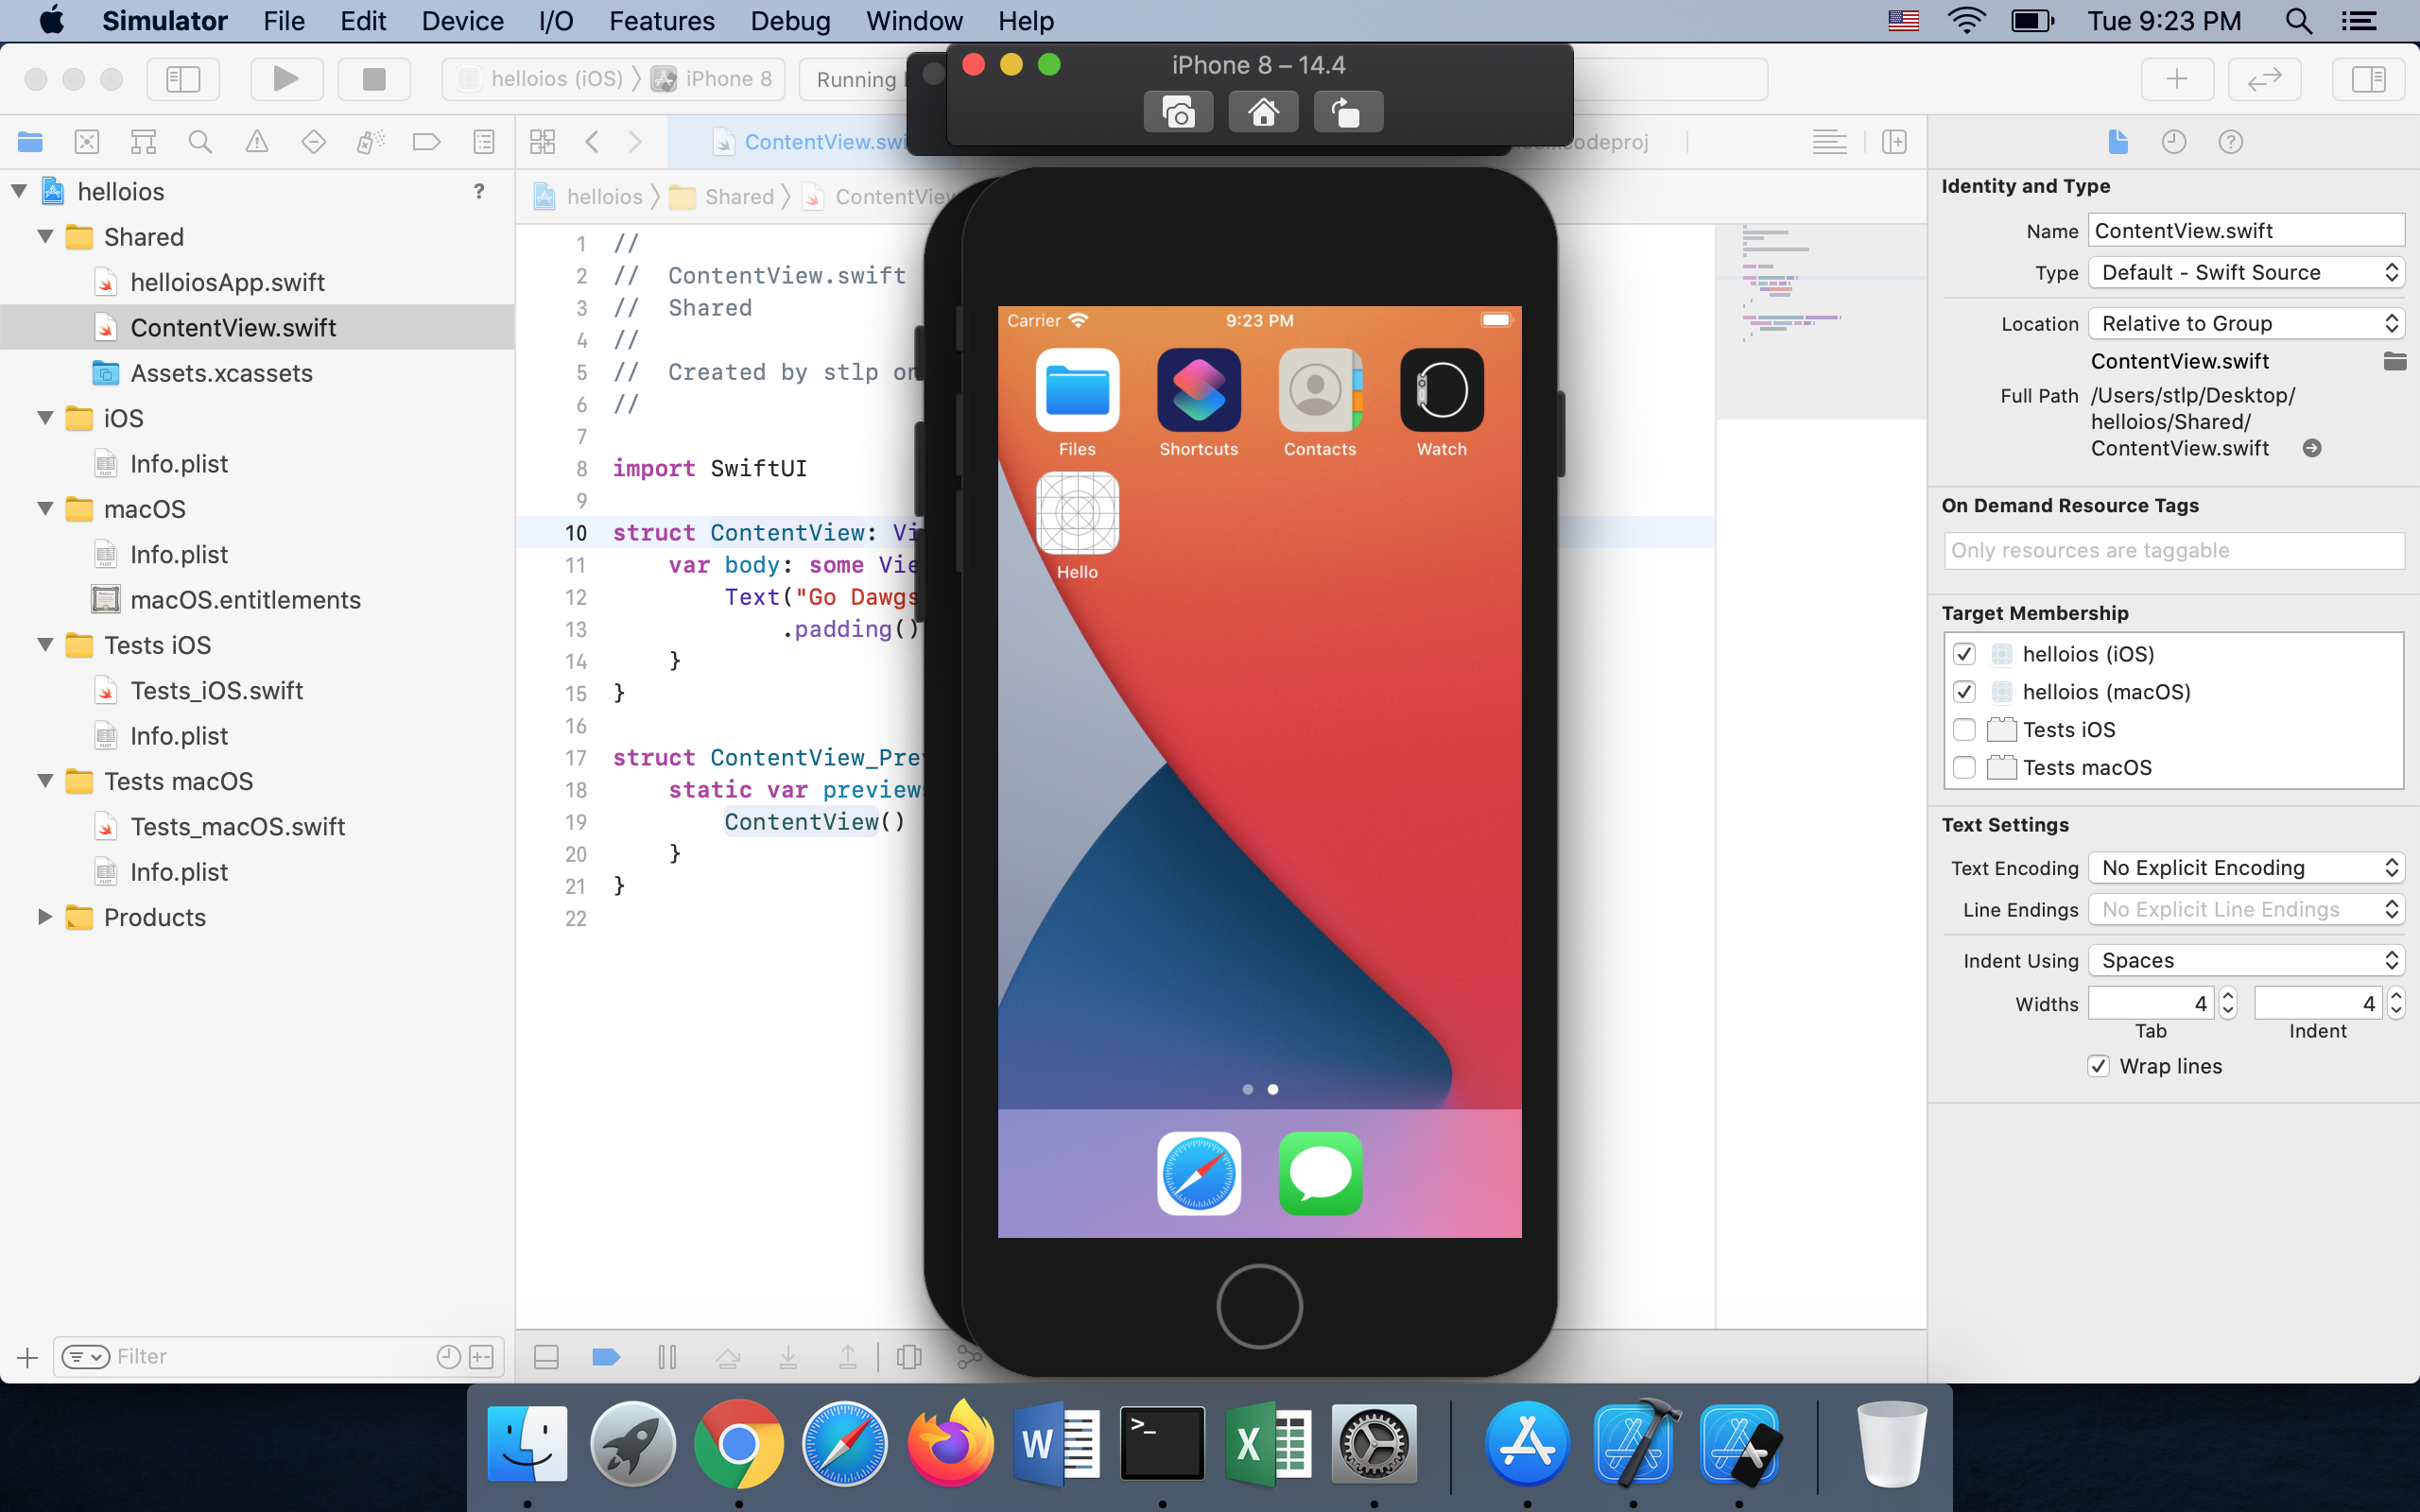 Simulator File Edit Device I/O Features Debug Window Help Tue 9:23 PM
iPhone 8 – 14.4
helloios (iOS) 〉 iPhone 8 Running
ContentView.swi codeproj
helloios 〉 Shared 〉 ContentView
helloios ?
Shared
helloiosApp.swift
ContentView.swift
Assets.xcassets
iOS
Info.plist
macOS
Info.plist
macOS.entitlements
Tests iOS
Tests_iOS.swift
Info.plist
Tests macOS
Tests_macOS.swift
Info.plist
Products
Filter
1 //
2 //  ContentView.swift
3 //  Shared
4 //
5 //  Created by stlp on
6 //
7
8 import SwiftUI
9
10 struct ContentView: Vi
11     var body: some Vie
12         Text("Go Dawgs
13             .padding()
14     }
15 }
16
17 struct ContentView_Prev
18     static var previews
19         ContentView()
20     }
21 }
22
Carrier 9:23 PM
Files Shortcuts Contacts Watch
Hello
Identity and Type
Name ContentView.swift
Type Default - Swift Source
Location Relative to Group
ContentView.swift
Full Path /Users/stlp/Desktop/
helloios/Shared/
ContentView.swift
On Demand Resource Tags
Only resources are taggable
Target Membership
helloios (iOS)
helloios (macOS)
Tests iOS
Tests macOS
Text Settings
Text Encoding No Explicit Encoding
Line Endings No Explicit Line Endings
Indent Using Spaces
Widths 4 4
Tab Indent
Wrap lines
W >_ X